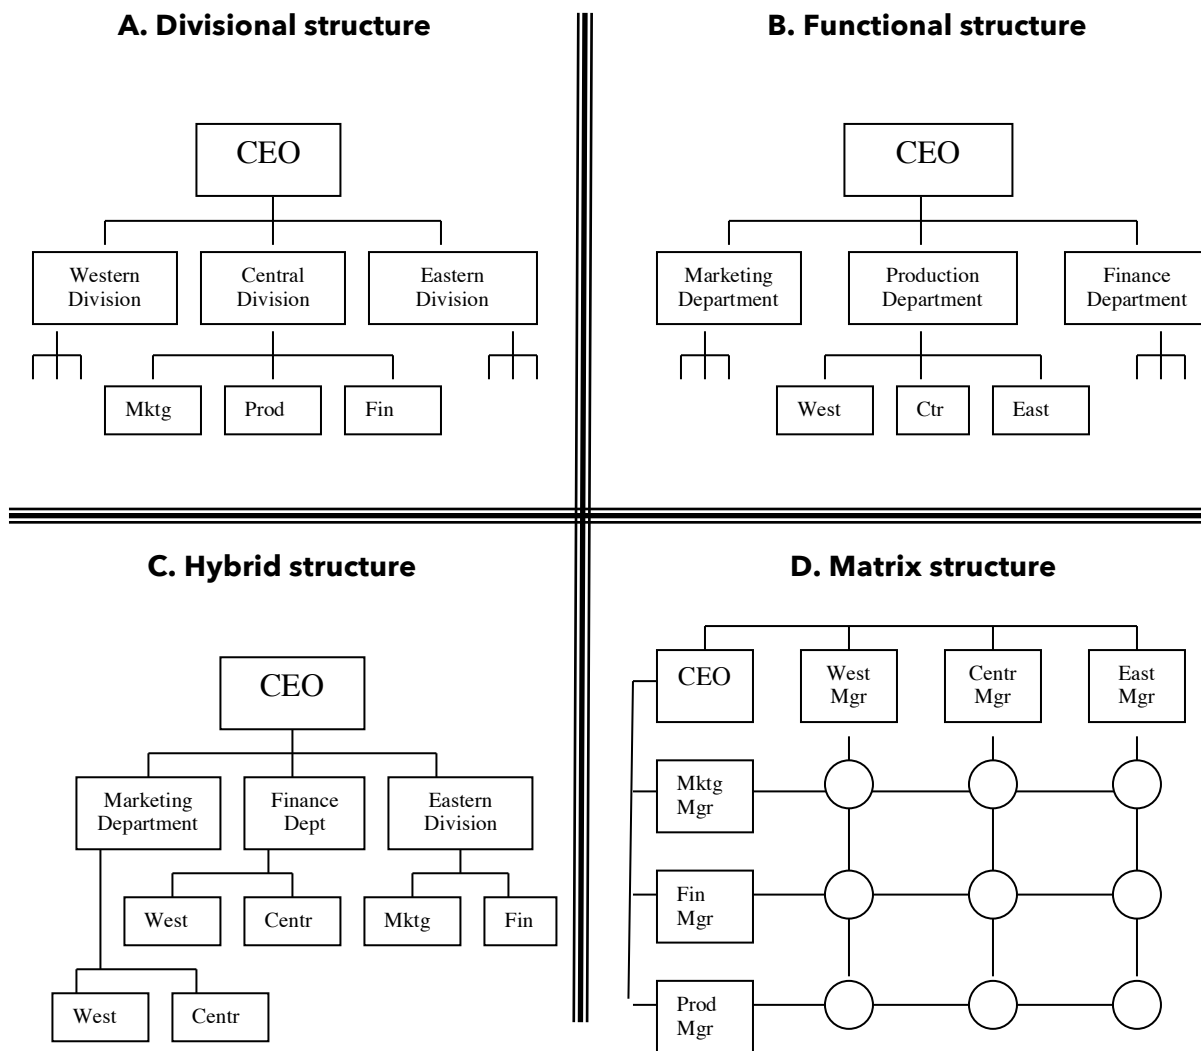 A. Divisional structure
CEO
Western
Division
Central
Division
Eastern
Division
Mktg
Prod
Fin
B. Functional structure
CEO
Marketing
Department
Production
Department
Finance
Department
West
Ctr
East
C. Hybrid structure
CEO
Marketing
Department
Finance
Dept
Eastern
Division
West
Centr
Mktg
Fin
West
Centr
D. Matrix structure
CEO
West
Mgr
Centr
Mgr
East
Mgr
Mktg
Mgr
Fin
Mgr
Prod
Mgr